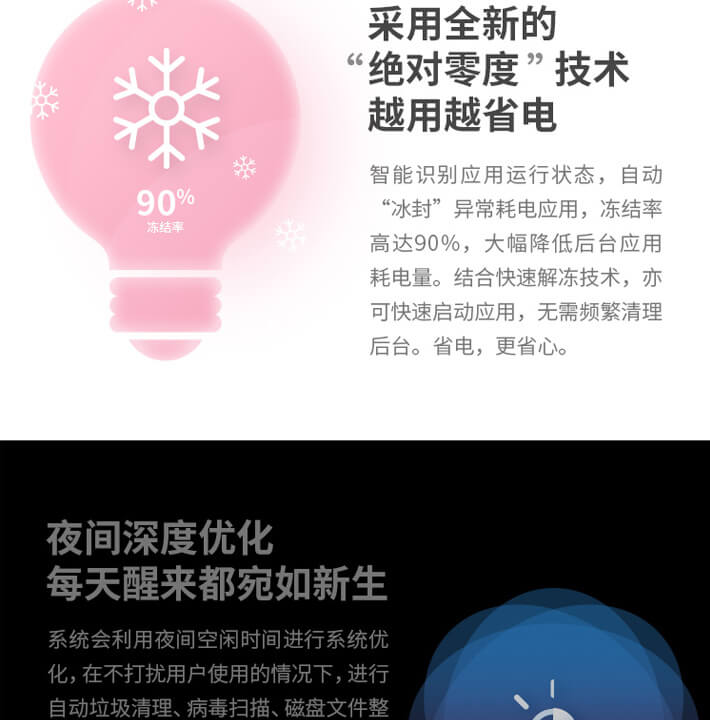 采用全新的
“绝对零度”技术
越用越省电
90%
冻结率
智能识别应用运行状态，自动
“冰封”异常耗电应用，冻结率
高达90%，大幅降低后台应用
耗电量。结合快速解冻技术，亦
可快速启动应用，无需频繁清理
后台。省电，更省心。
夜间深度优化
每天醒来都宛如新生
系统会利用夜间空闲时间进行系统优
化，在不打扰用户使用的情况下，进行
自动垃圾清理、病毒扫描、磁盘文件整